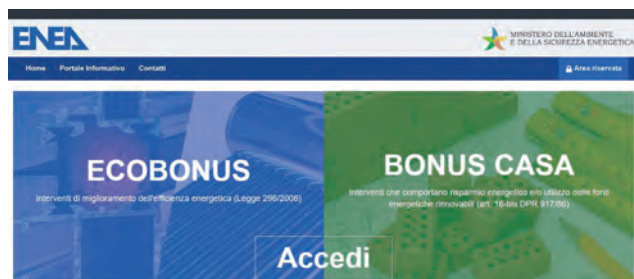 ENEA
MINISTERO DELL'AMBIENTE
E DELLA SICUREZZA ENERGETICA
Home Portale Informativo Contatti
Area riservata
ECOBONUS
Interventi di miglioramento dell'efficienza energetica (Legge 296/2006)
BONUS CASA
Interventi che comportano risparmio energetico e/o utilizzo delle fonti
energetiche rinnovabili (art. 16-bis DPR 917/86)
Accedi